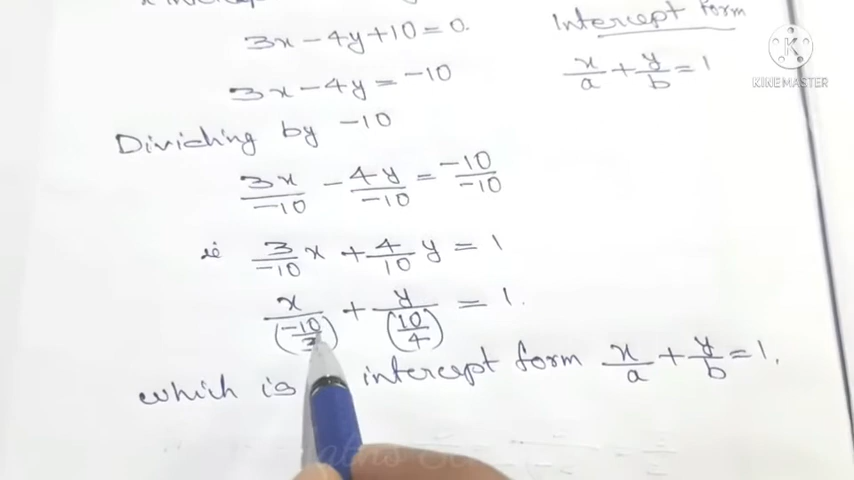 3x − 4y + 10 = 0.
Intercept form
3x − 4y = −10
x/a + y/b = 1
KINEMASTER
Dividing by −10
3x/−10 − 4y/−10 = −10/−10
ie 3/−10 x + 4/10 y = 1
x/(−10/3) + y/(10/4) = 1.
which is intercept form x/a + y/b = 1.